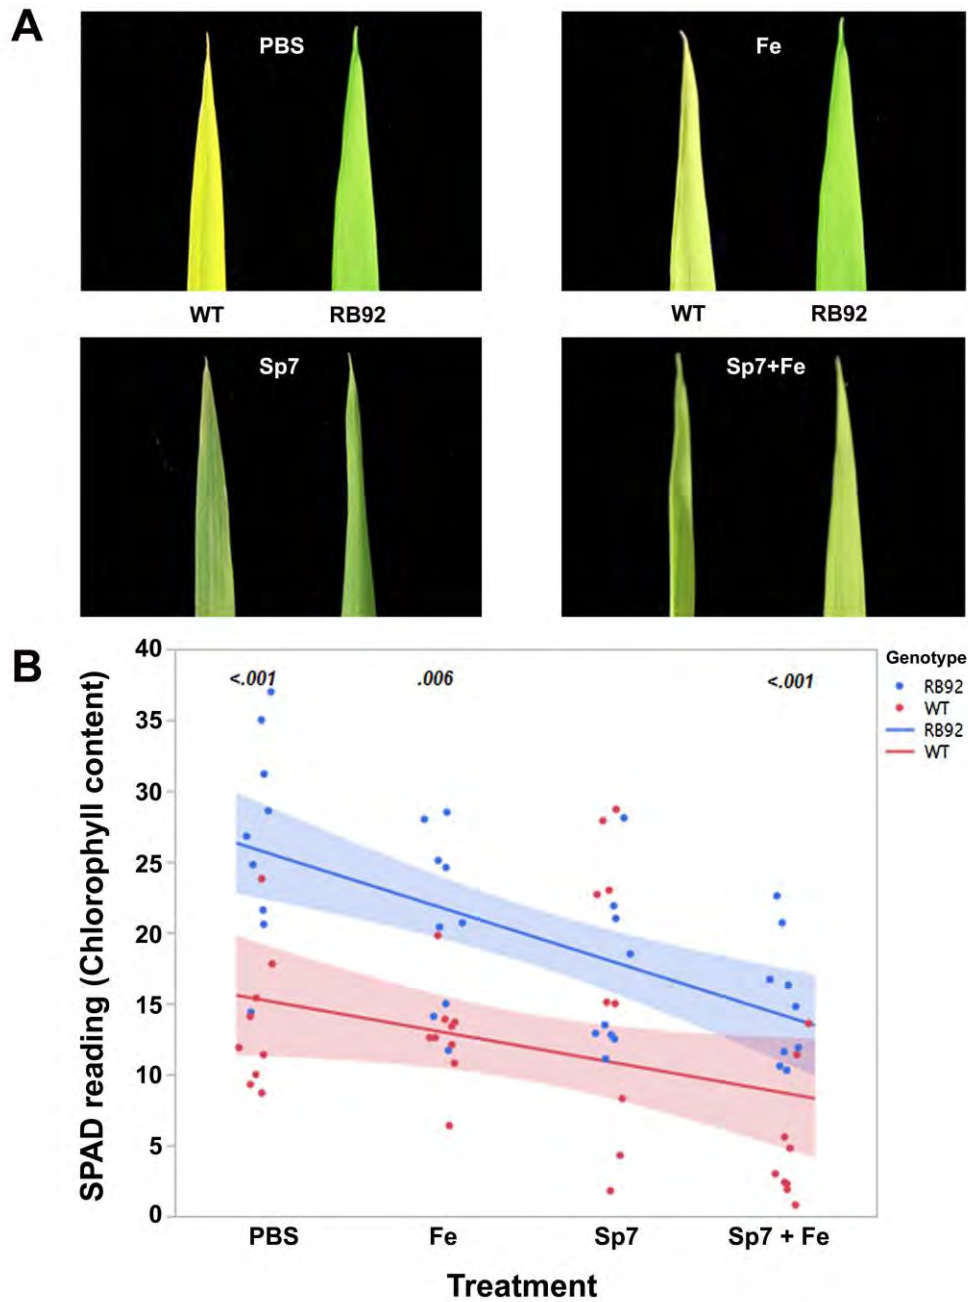 A
PBS
Fe
WT
RB92
WT
RB92
Sp7
Sp7+Fe
B
SPAD reading (Chlorophyll content)
40
35
30
25
20
15
10
5
0
<.001
.006
<.001
Genotype
RB92
WT
RB92
WT
PBS
Fe
Sp7
Sp7 + Fe
Treatment